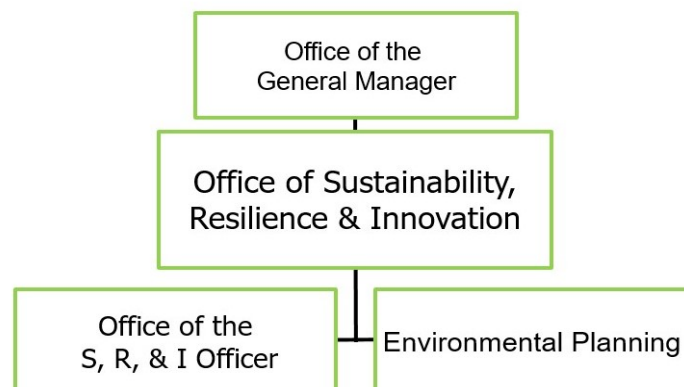 Office of the
General Manager
Office of Sustainability,
Resilience & Innovation
Office of the
S, R, & I Officer
Environmental Planning